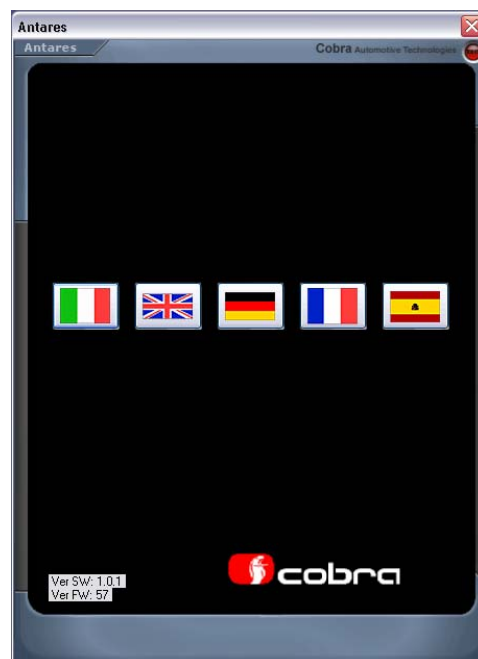 Antares
Antares
Cobra Automotive Technologies
cobra
Ver SW: 1.0.1
Ver FW: 57